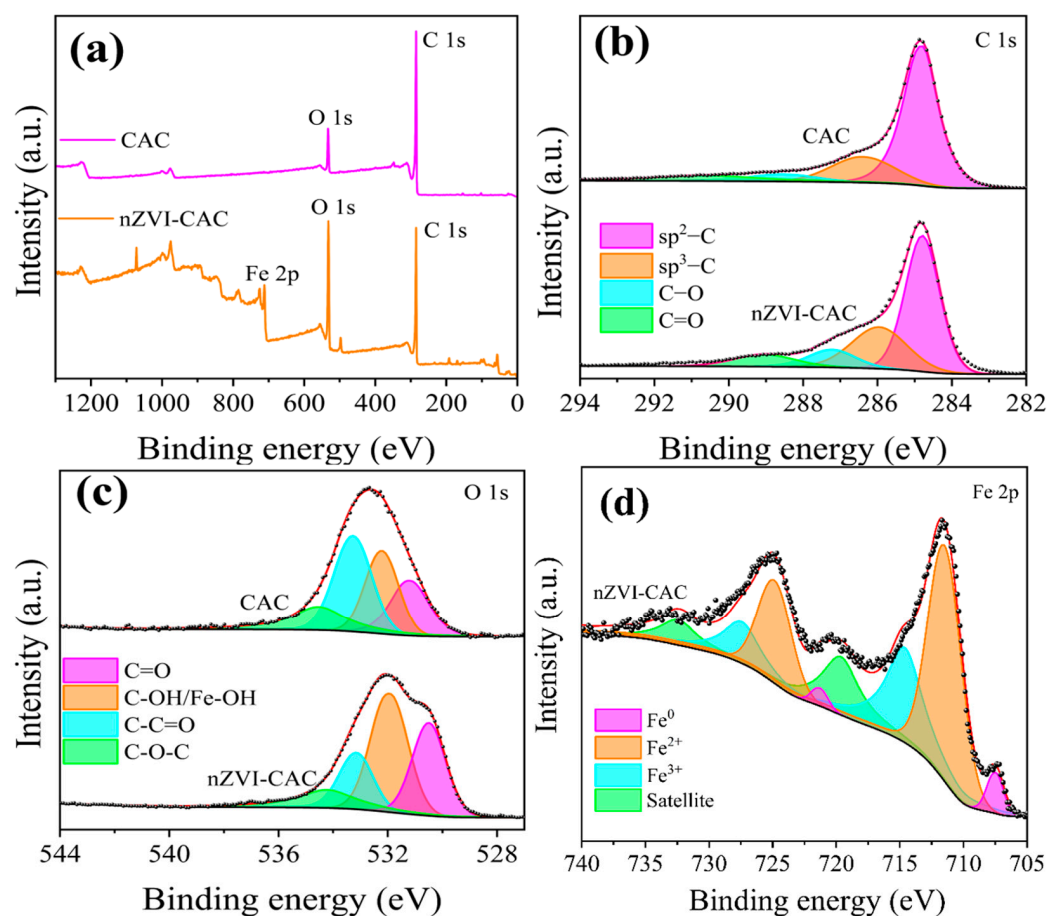 (a)
C 1s
O 1s
CAC
nZVI-CAC
O 1s
C 1s
Fe 2p
Intensity (a.u.)
1300 1200 1000 800 600 400 200 0
Binding energy (eV)
(b)
C 1s
CAC
sp²−C
sp³−C
C−O
C=O
nZVI-CAC
Intensity (a.u.)
294 292 290 288 286 284 282
Binding energy (eV)
(c)
O 1s
CAC
C=O
C-OH/Fe-OH
C-C=O
C-O-C
nZVI-CAC
Intensity (a.u.)
544 540 536 532 528
Binding energy (eV)
(d)
Fe 2p
nZVI-CAC
Fe⁰
Fe²⁺
Fe³⁺
Satellite
Intensity (a.u.)
740 735 730 725 720 715 710 705
Binding energy (eV)